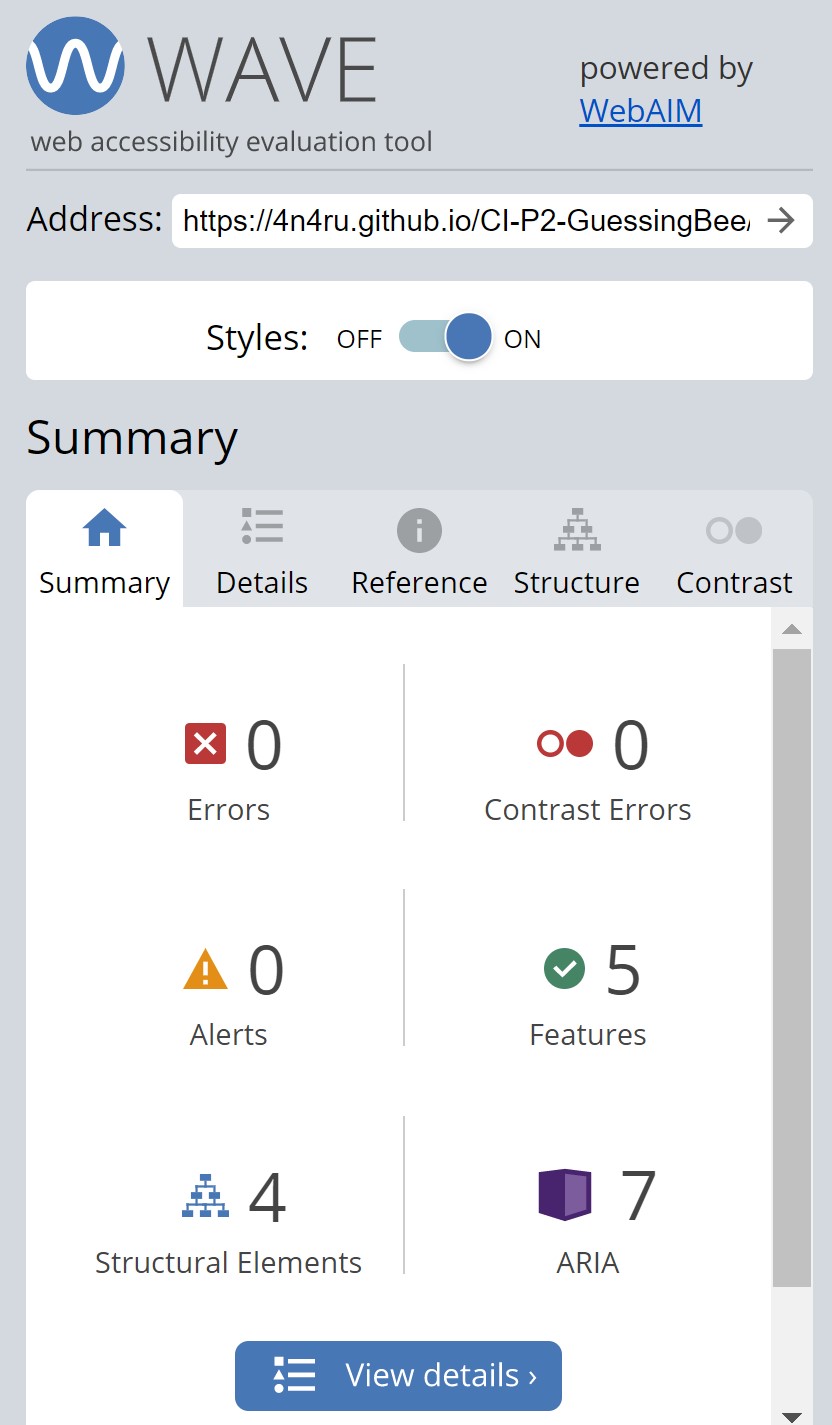 WAVE
web accessibility evaluation tool
powered by
WebAIM
Address: https://4n4ru.github.io/CI-P2-GuessingBee/
Styles: OFF ON
Summary
Summary Details Reference Structure Contrast
0 0
Errors Contrast Errors
0 5
Alerts Features
4 7
Structural Elements ARIA
View details ›